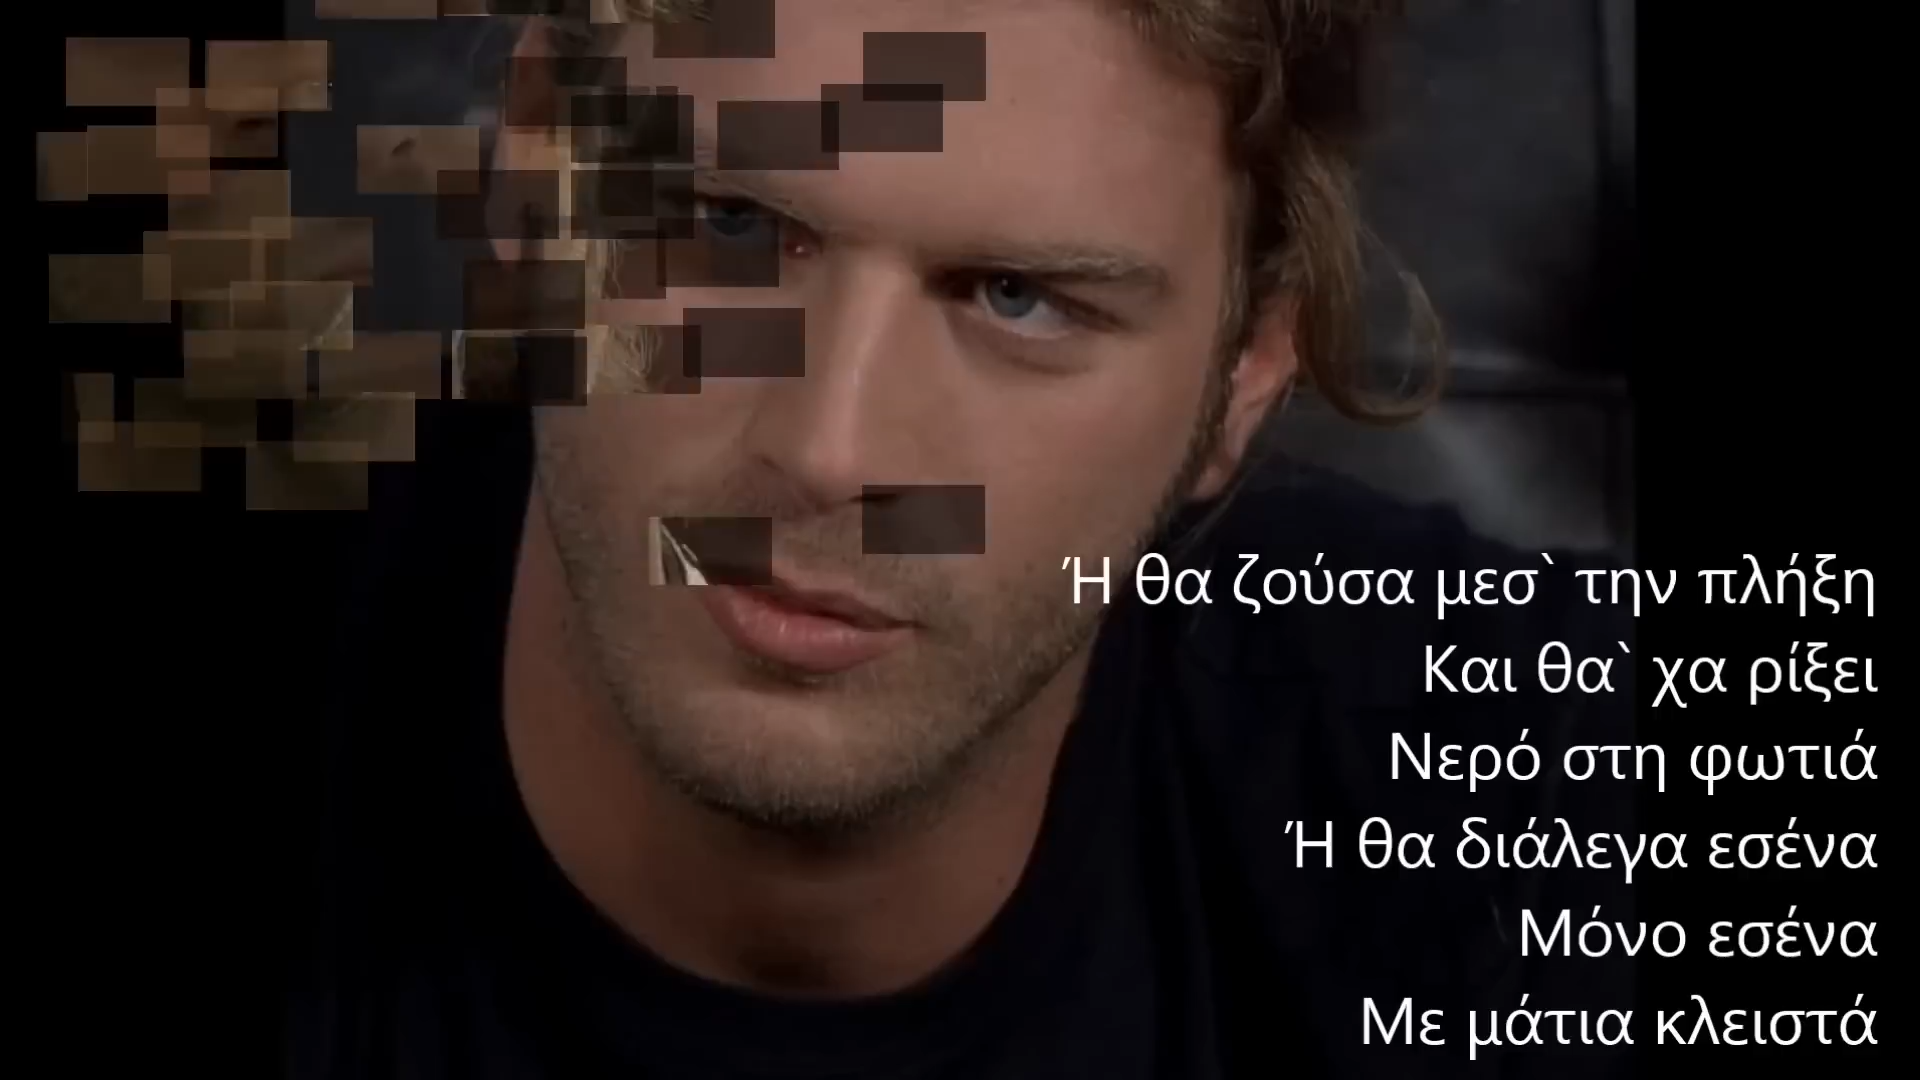 Ή θα ζούσα μεσ` την πλήξη
Και θα` χα ρίξει
Νερό στη φωτιά
Ή θα διάλεγα εσένα
Μόνο εσένα
Με μάτια κλειστά